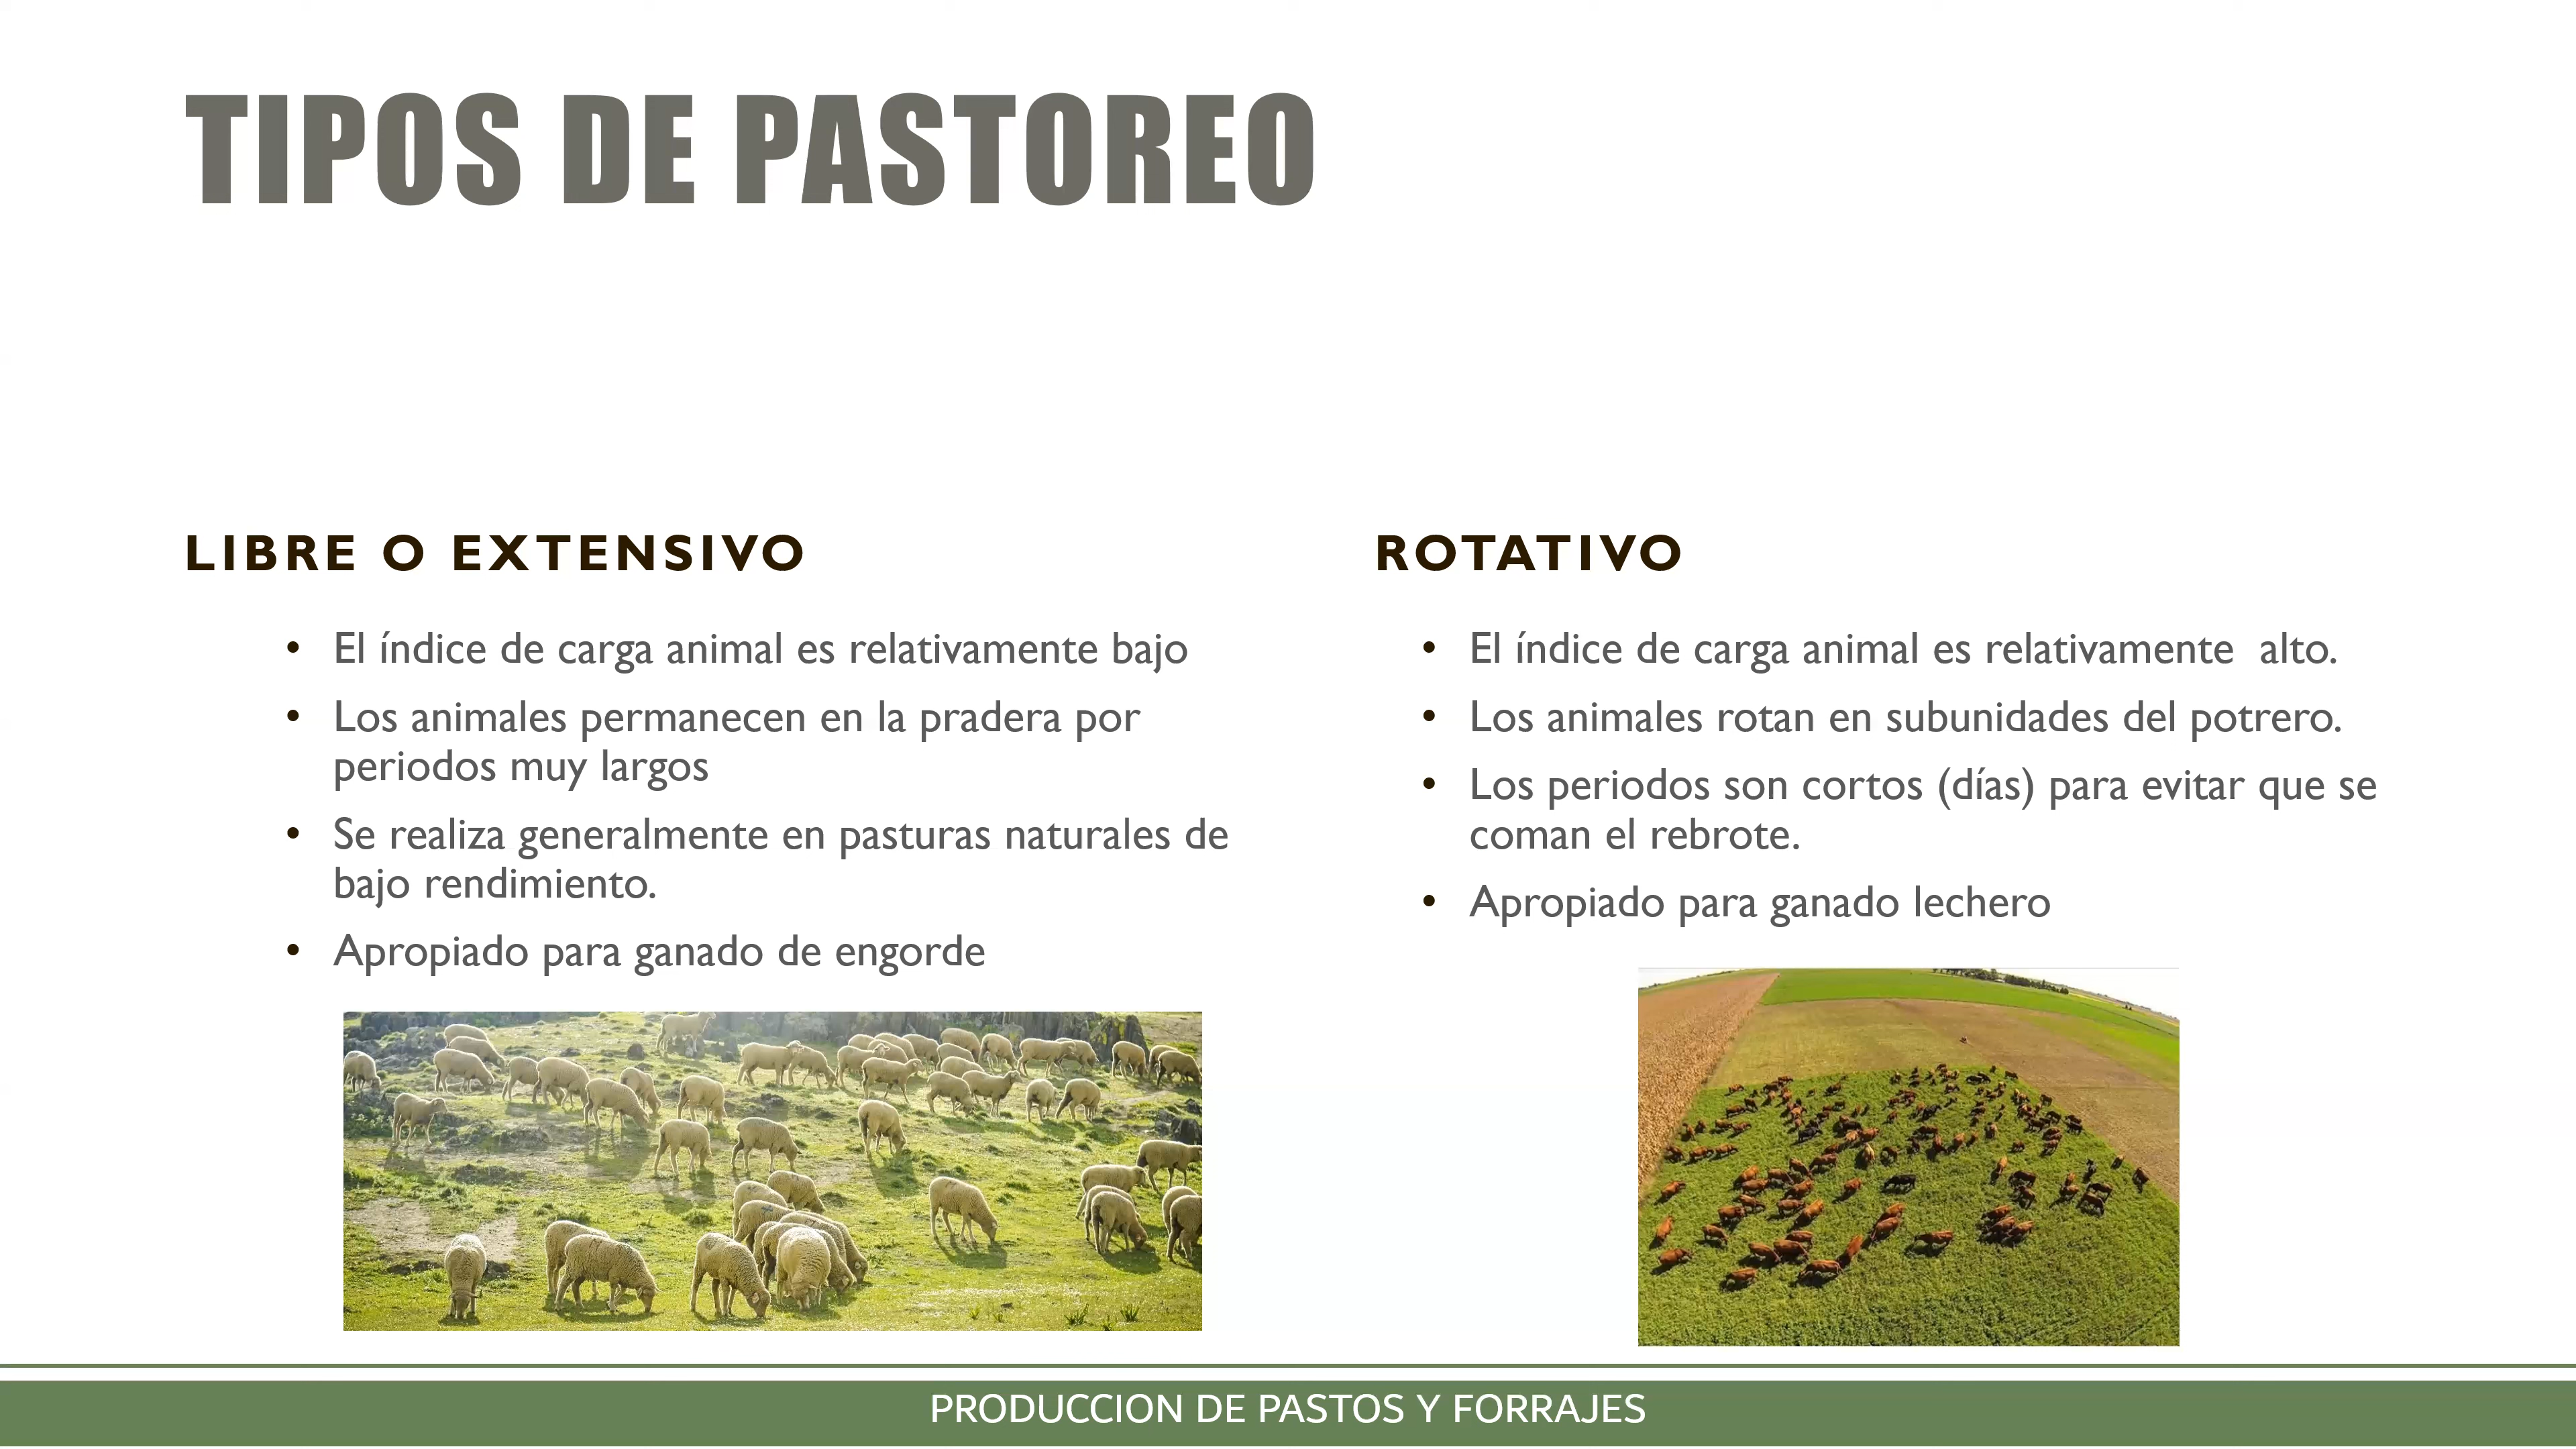 TIPOS DE PASTOREO
LIBRE O EXTENSIVO
• El índice de carga animal es relativamente bajo
• Los animales permanecen en la pradera por
periodos muy largos
• Se realiza generalmente en pasturas naturales de
bajo rendimiento.
• Apropiado para ganado de engorde
ROTATIVO
• El índice de carga animal es relativamente  alto.
• Los animales rotan en subunidades del potrero.
• Los periodos son cortos (días) para evitar que se
coman el rebrote.
• Apropiado para ganado lechero
PRODUCCION DE PASTOS Y FORRAJES